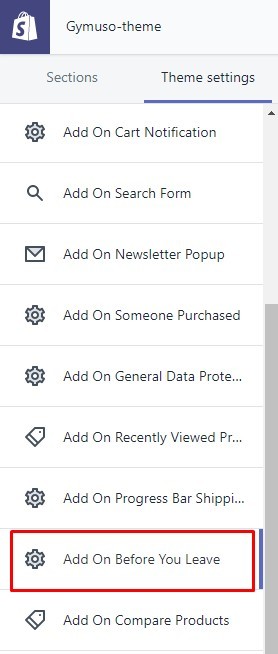 Gymuso-theme
Sections
Theme settings
Add On Cart Notification
Add On Search Form
Add On Newsletter Popup
Add On Someone Purchased
Add On General Data Prote...
Add On Recently Viewed Pr...
Add On Progress Bar Shippi...
Add On Before You Leave
Add On Compare Products